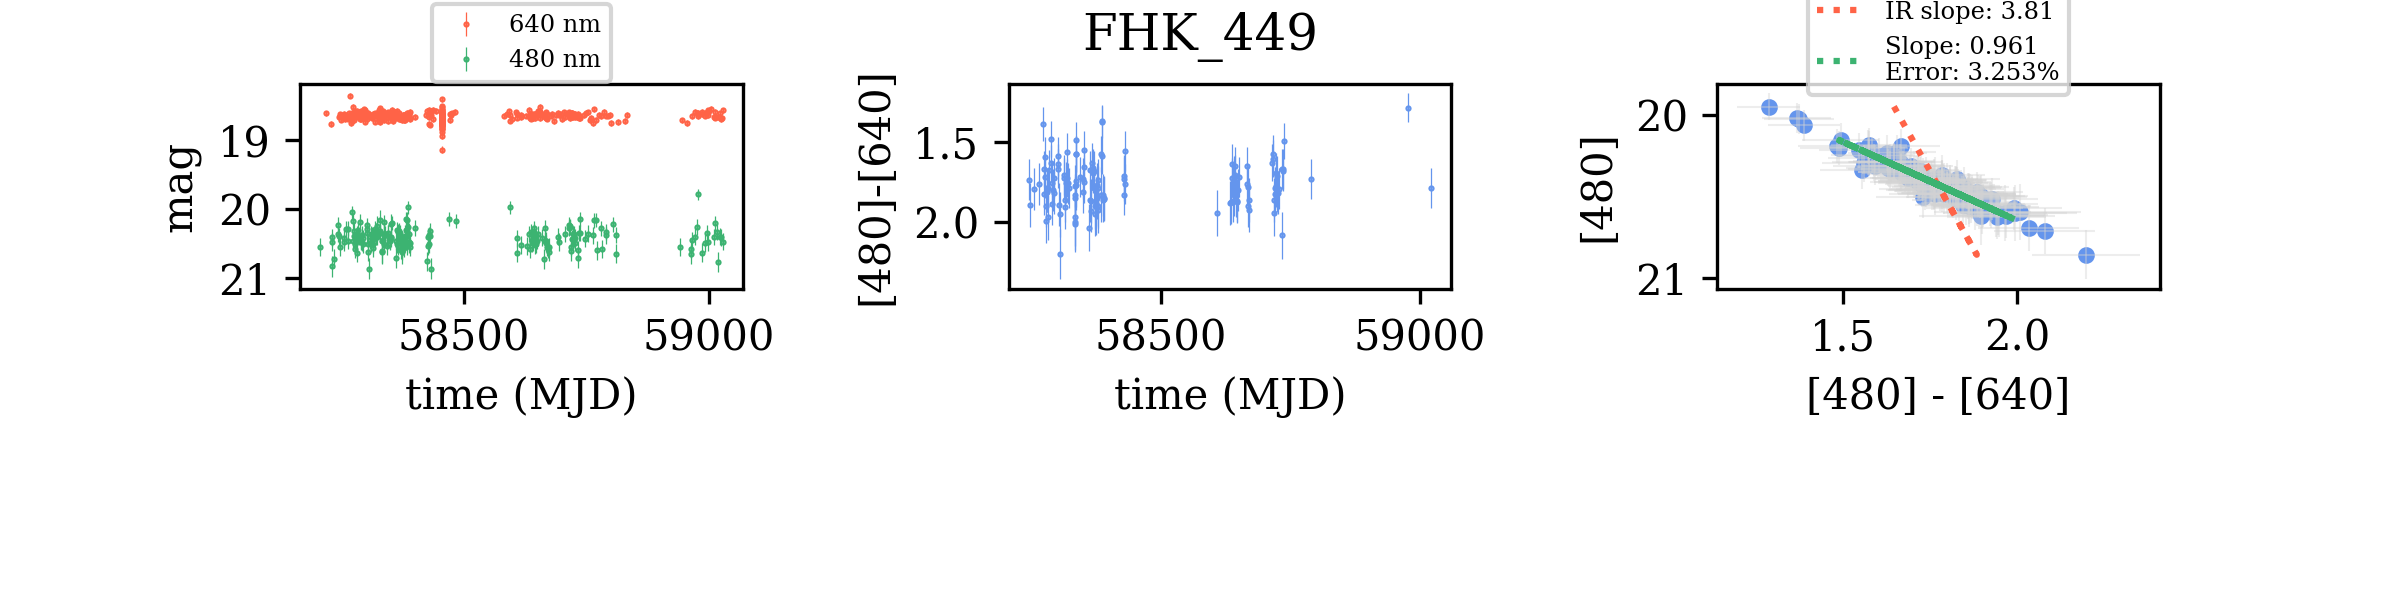 640 nm
480 nm
mag
19
20
21
58500
59000
time (MJD)
FHK_449
[480]-[640]
1.5
2.0
58500
59000
time (MJD)
IR slope: 3.81
Slope: 0.961
Error: 3.253%
[480]
20
21
1.5
2.0
[480] - [640]